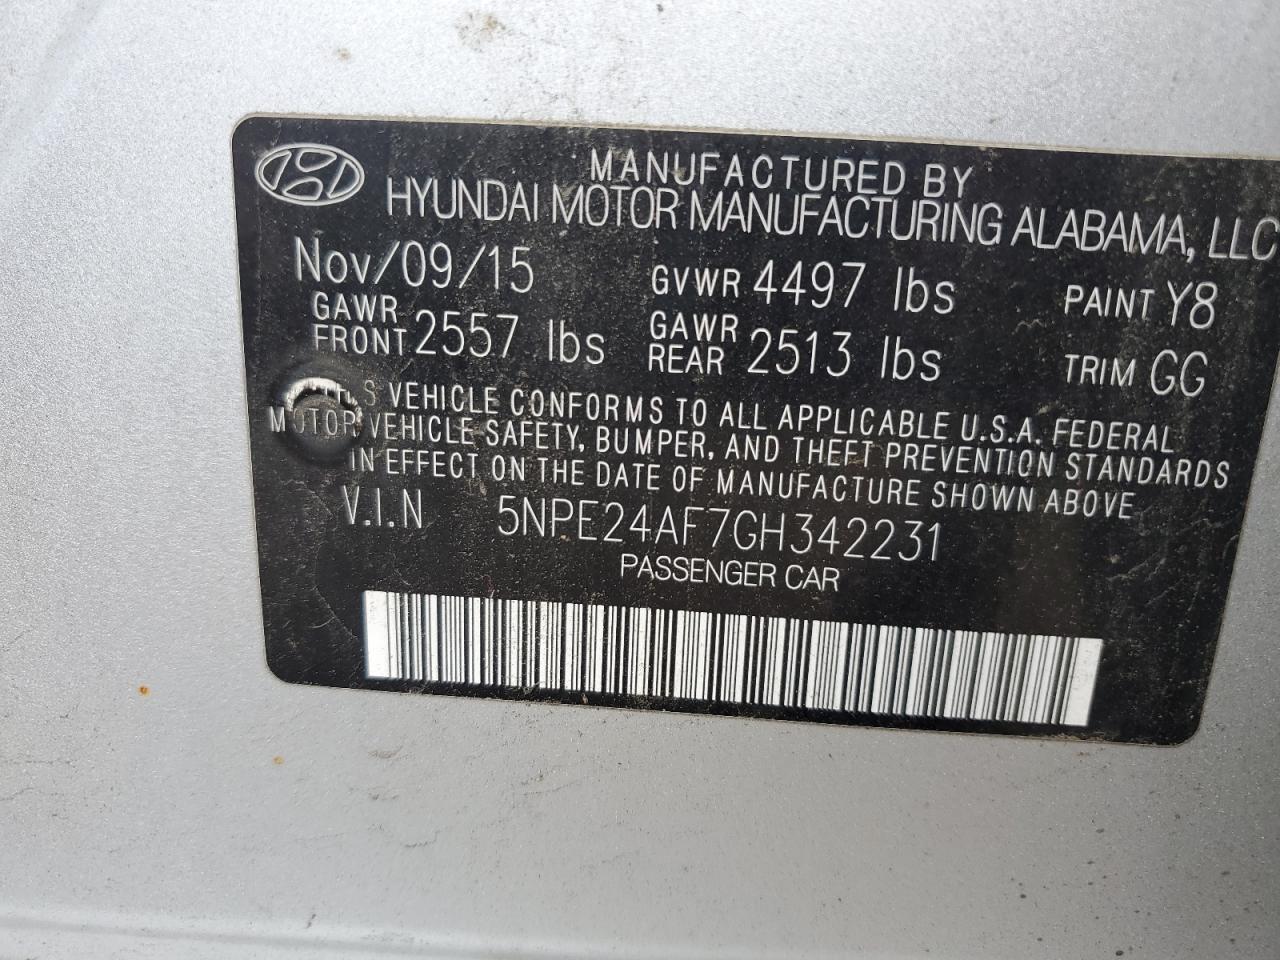 MANUFACTURED BY
HYUNDAI MOTOR MANUFACTURING ALABAMA, LLC
Nov/09/15 GVWR 4497 lbs PAINT Y8
GAWR FRONT 2557 lbs GAWR REAR 2513 lbs TRIM GG
THIS VEHICLE CONFORMS TO ALL APPLICABLE U.S.A. FEDERAL
MOTOR VEHICLE SAFETY, BUMPER, AND THEFT PREVENTION STANDARDS
IN EFFECT ON THE DATE OF MANUFACTURE SHOWN ABOVE
V.I.N 5NPE24AF7GH342231
PASSENGER CAR